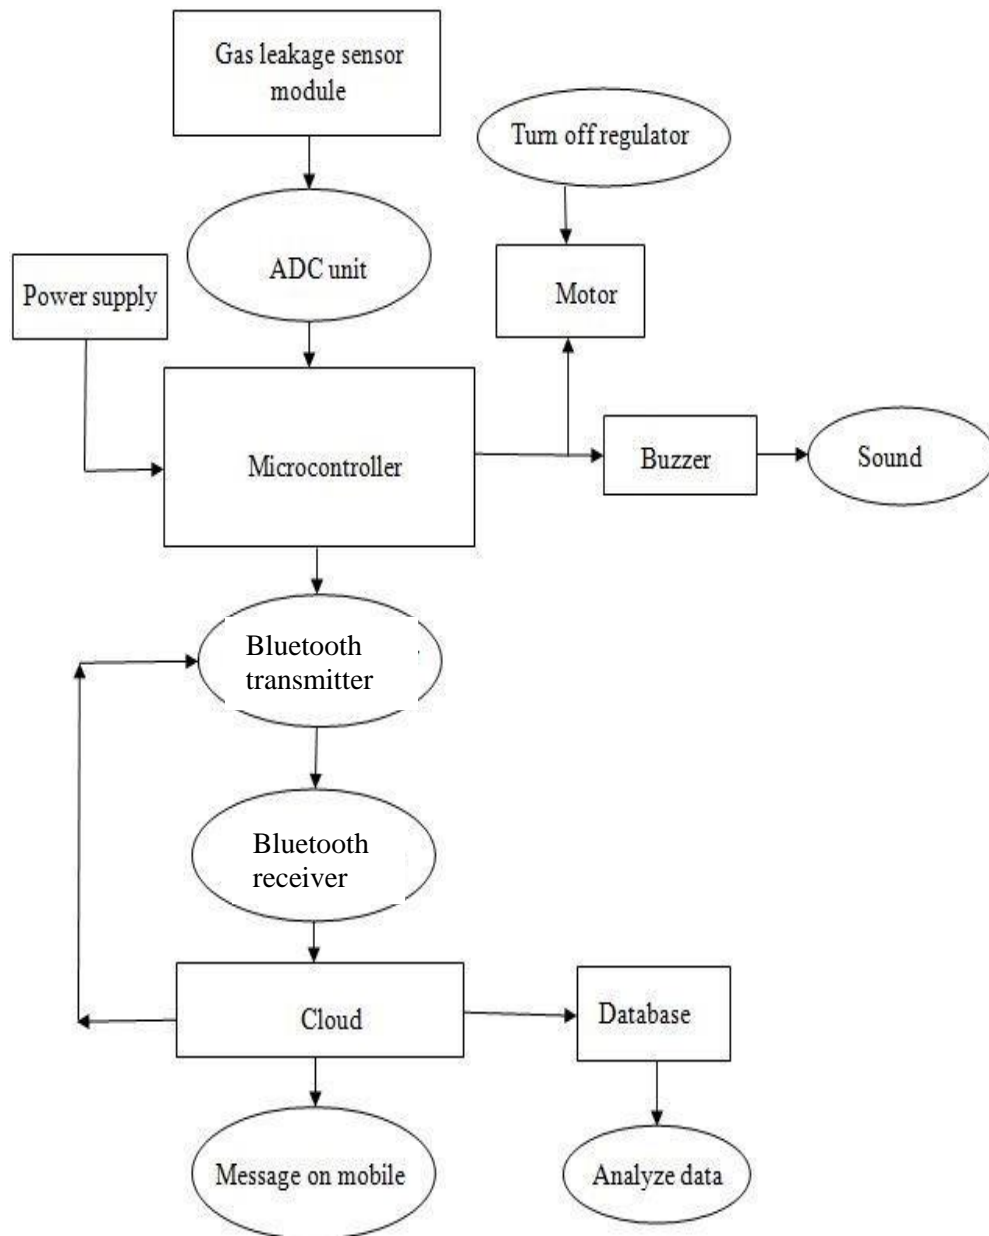 Gas leakage sensor
module
Turn off regulator
ADC unit
Power supply
Motor
Microcontroller
Buzzer
Sound
Bluetooth
transmitter
Bluetooth
receiver
Cloud
Database
Message on mobile
Analyze data